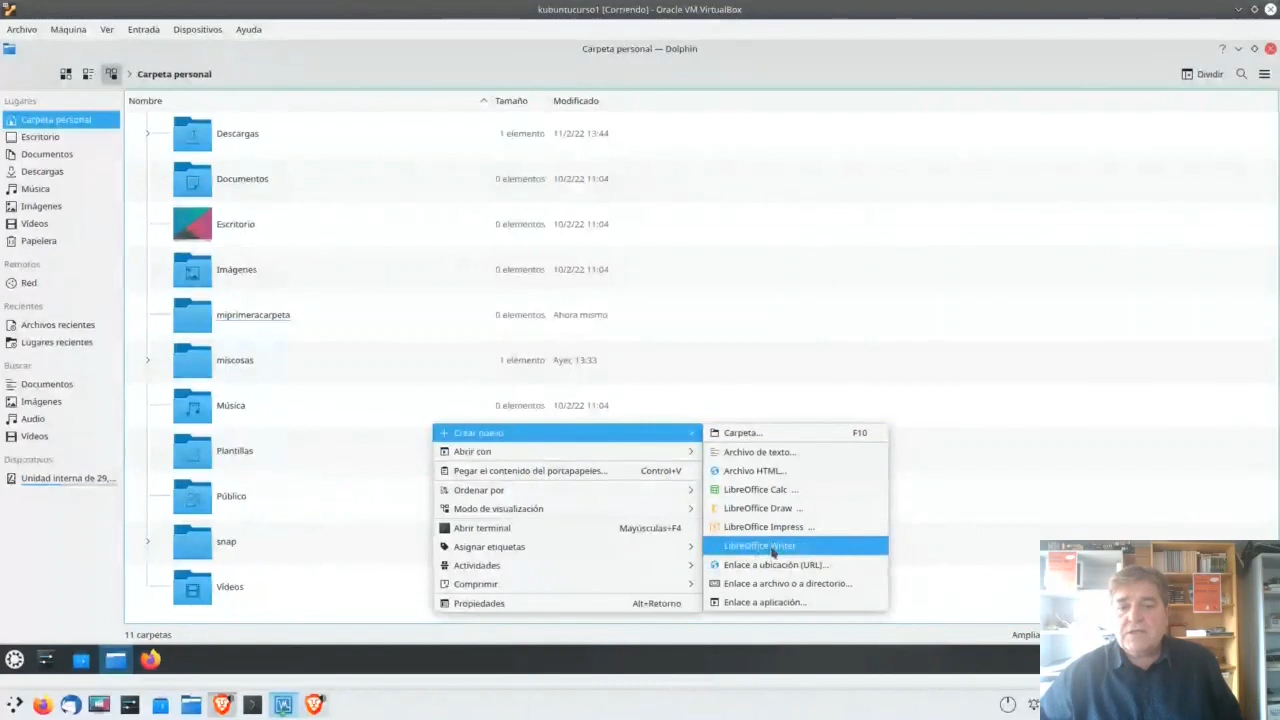 kubuntucurso1 [Corriendo] - Oracle VM VirtualBox
Archivo Máquina Ver Entrada Dispositivos Ayuda
Carpeta personal — Dolphin
Carpeta personal
Dividir
Lugares
Carpeta personal
Escritorio
Documentos
Descargas
Música
Imágenes
Vídeos
Papelera
Remotos
Red
Recientes
Archivos recientes
Lugares recientes
Buscar
Documentos
Imágenes
Audio
Vídeos
Dispositivos
Unidad interna de 29,...
Nombre Tamaño Modificado
Descargas 1 elemento 11/2/22 13:44
Documentos 0 elementos 10/2/22 11:04
Escritorio 0 elementos 10/2/22 11:04
Imágenes 0 elementos 10/2/22 11:04
miprimeracarpeta 0 elementos Ahora mismo
miscosas 1 elemento Ayer, 13:33
Música 0 elementos 10/2/22 11:04
Plantillas
Público
snap
Vídeos
Crear nuevo
Abrir con
Pegar el contenido del portapapeles... Control+V
Ordenar por
Modo de visualización
Abrir terminal Mayúsculas+F4
Asignar etiquetas
Actividades
Comprimir
Propiedades Alt+Retorno
Carpeta... F10
Archivo de texto...
Archivo HTML...
LibreOffice Calc ...
LibreOffice Draw ...
LibreOffice Impress ...
LibreOffice Writer
Enlace a ubicación (URL)...
Enlace a archivo o a directorio...
Enlace a aplicación...
11 carpetas